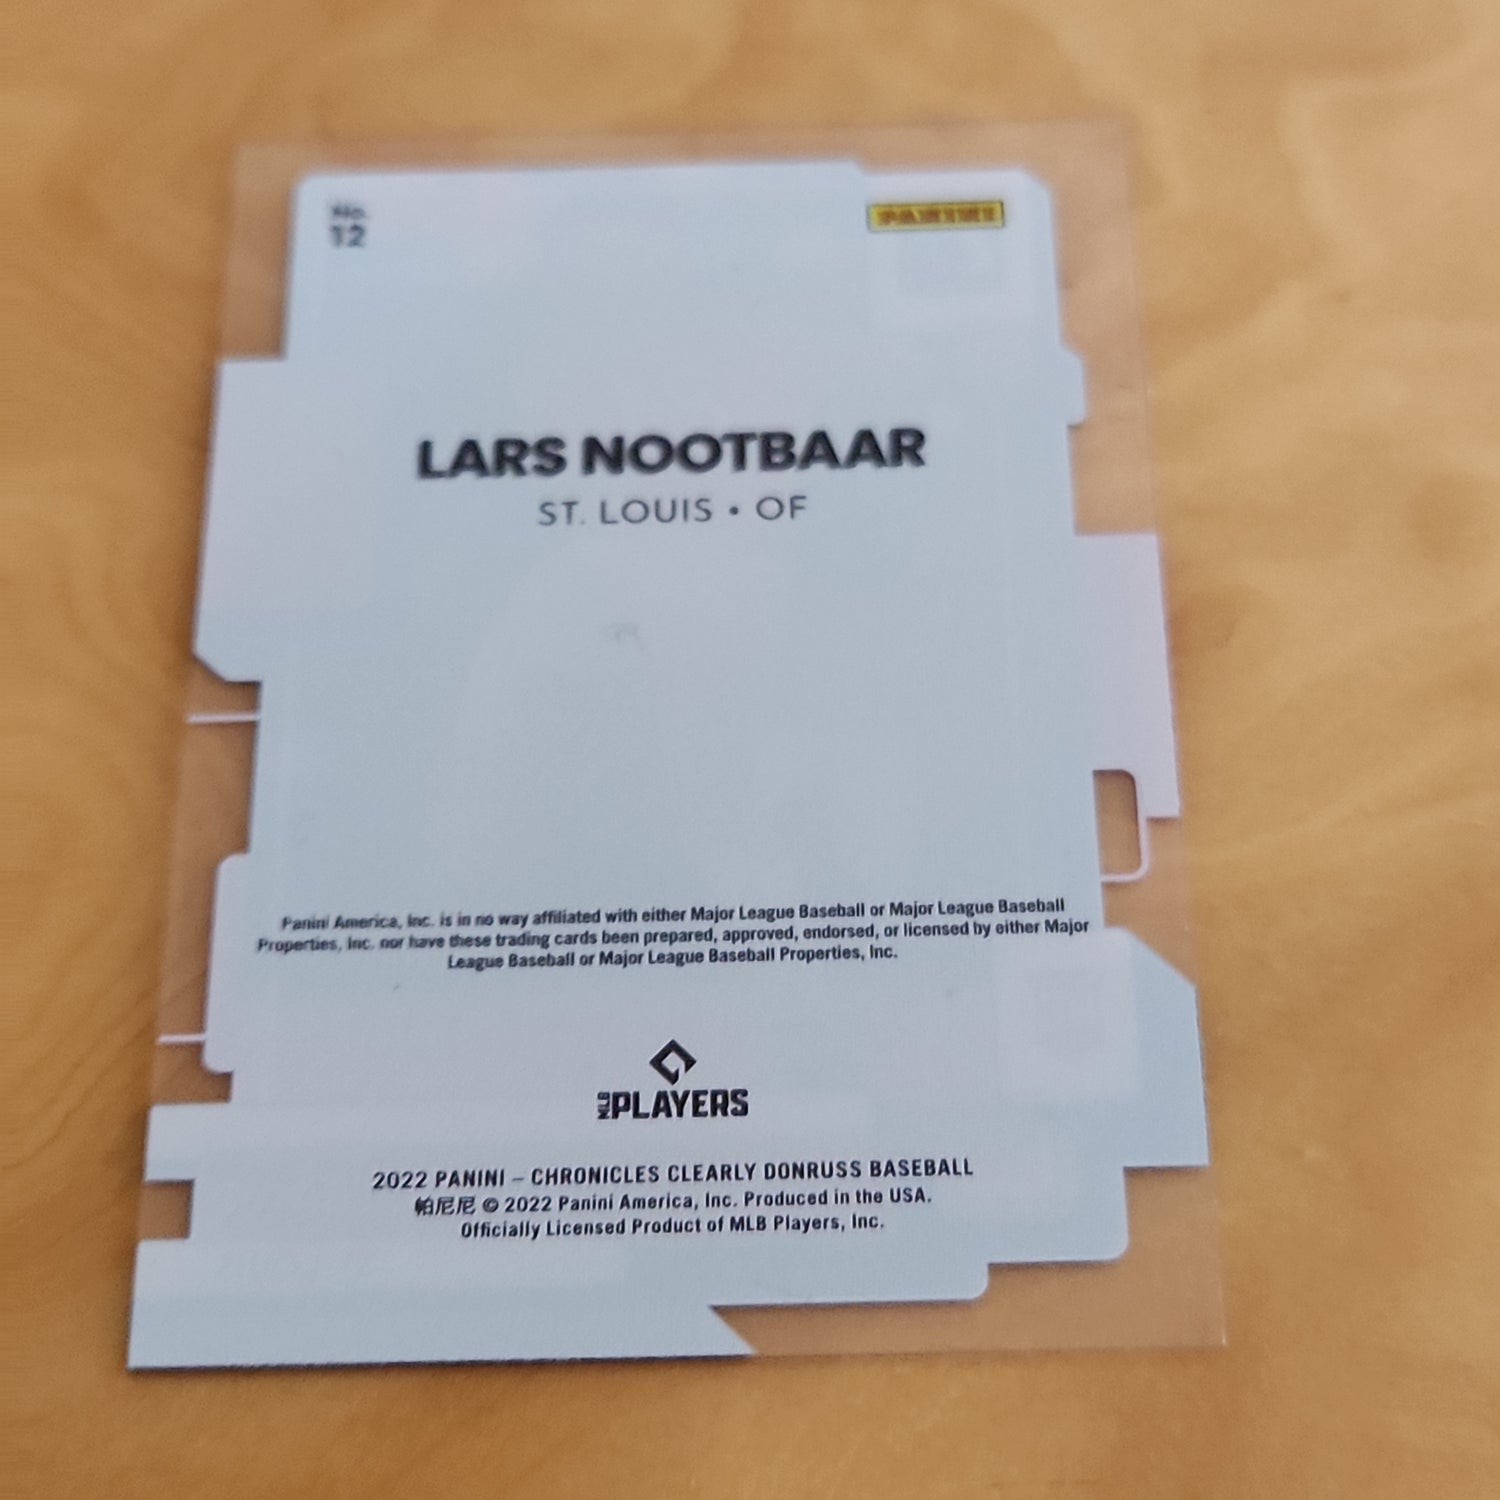 No.
12
PANINI
LARS NOOTBAAR
ST. LOUIS • OF
Panini America, Inc. is in no way affiliated with either Major League Baseball or Major League Baseball
Properties, Inc. nor have these trading cards been prepared, approved, endorsed, or licensed by either Major
League Baseball or Major League Baseball Properties, Inc.
MLB PLAYERS
2022 PANINI – CHRONICLES CLEARLY DONRUSS BASEBALL
帕尼尼 © 2022 Panini America, Inc. Produced in the USA.
Officially Licensed Product of MLB Players, Inc.